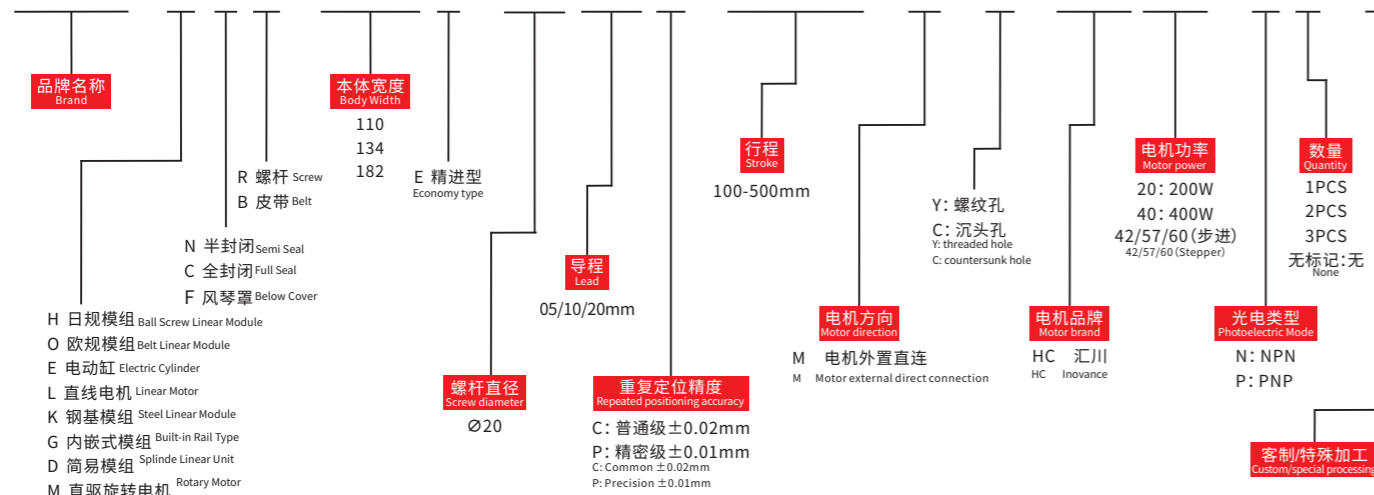 品牌名称
Brand
本体宽度
Body Width
110
134
182
R 螺杆 Screw
B 皮带 Belt
E 精进型
Economy type
N 半封闭 Semi Seal
C 全封闭 Full Seal
F 风琴罩 Below Cover
H 日规模组 Ball Screw Linear Module
O 欧规模组 Belt Linear Module
E 电动缸 Electric Cylinder
L 直线电机 Linear Motor
K 钢基模组 Steel Linear Module
G 内嵌式模组 Built-in Rail Type
D 简易模组 Splinde Linear Unit
M 直驱旋转电机 Rotary Motor
螺杆直径
Screw diameter
∅20
导程
Lead
05/10/20mm
重复定位精度
Repeated positioning accuracy
C: 普通级±0.02mm
P: 精密级±0.01mm
C: Common ±0.02mm
P: Precision ±0.01mm
行程
Stroke
100-500mm
电机方向
Motor direction
M 电机外置直连
M Motor external direct connection
Y: 螺纹孔
C: 沉头孔
Y: threaded hole
C: countersunk hole
电机品牌
Motor brand
HC 汇川
HC Inovance
电机功率
Motor power
20: 200W
40: 400W
42/57/60(步进)
42/57/60(Stepper)
光电类型
Photoelectric Mode
N: NPN
P: PNP
数量
Quantity
1PCS
2PCS
3PCS
无标记:无
None
客制/特殊加工
Custom/special processing